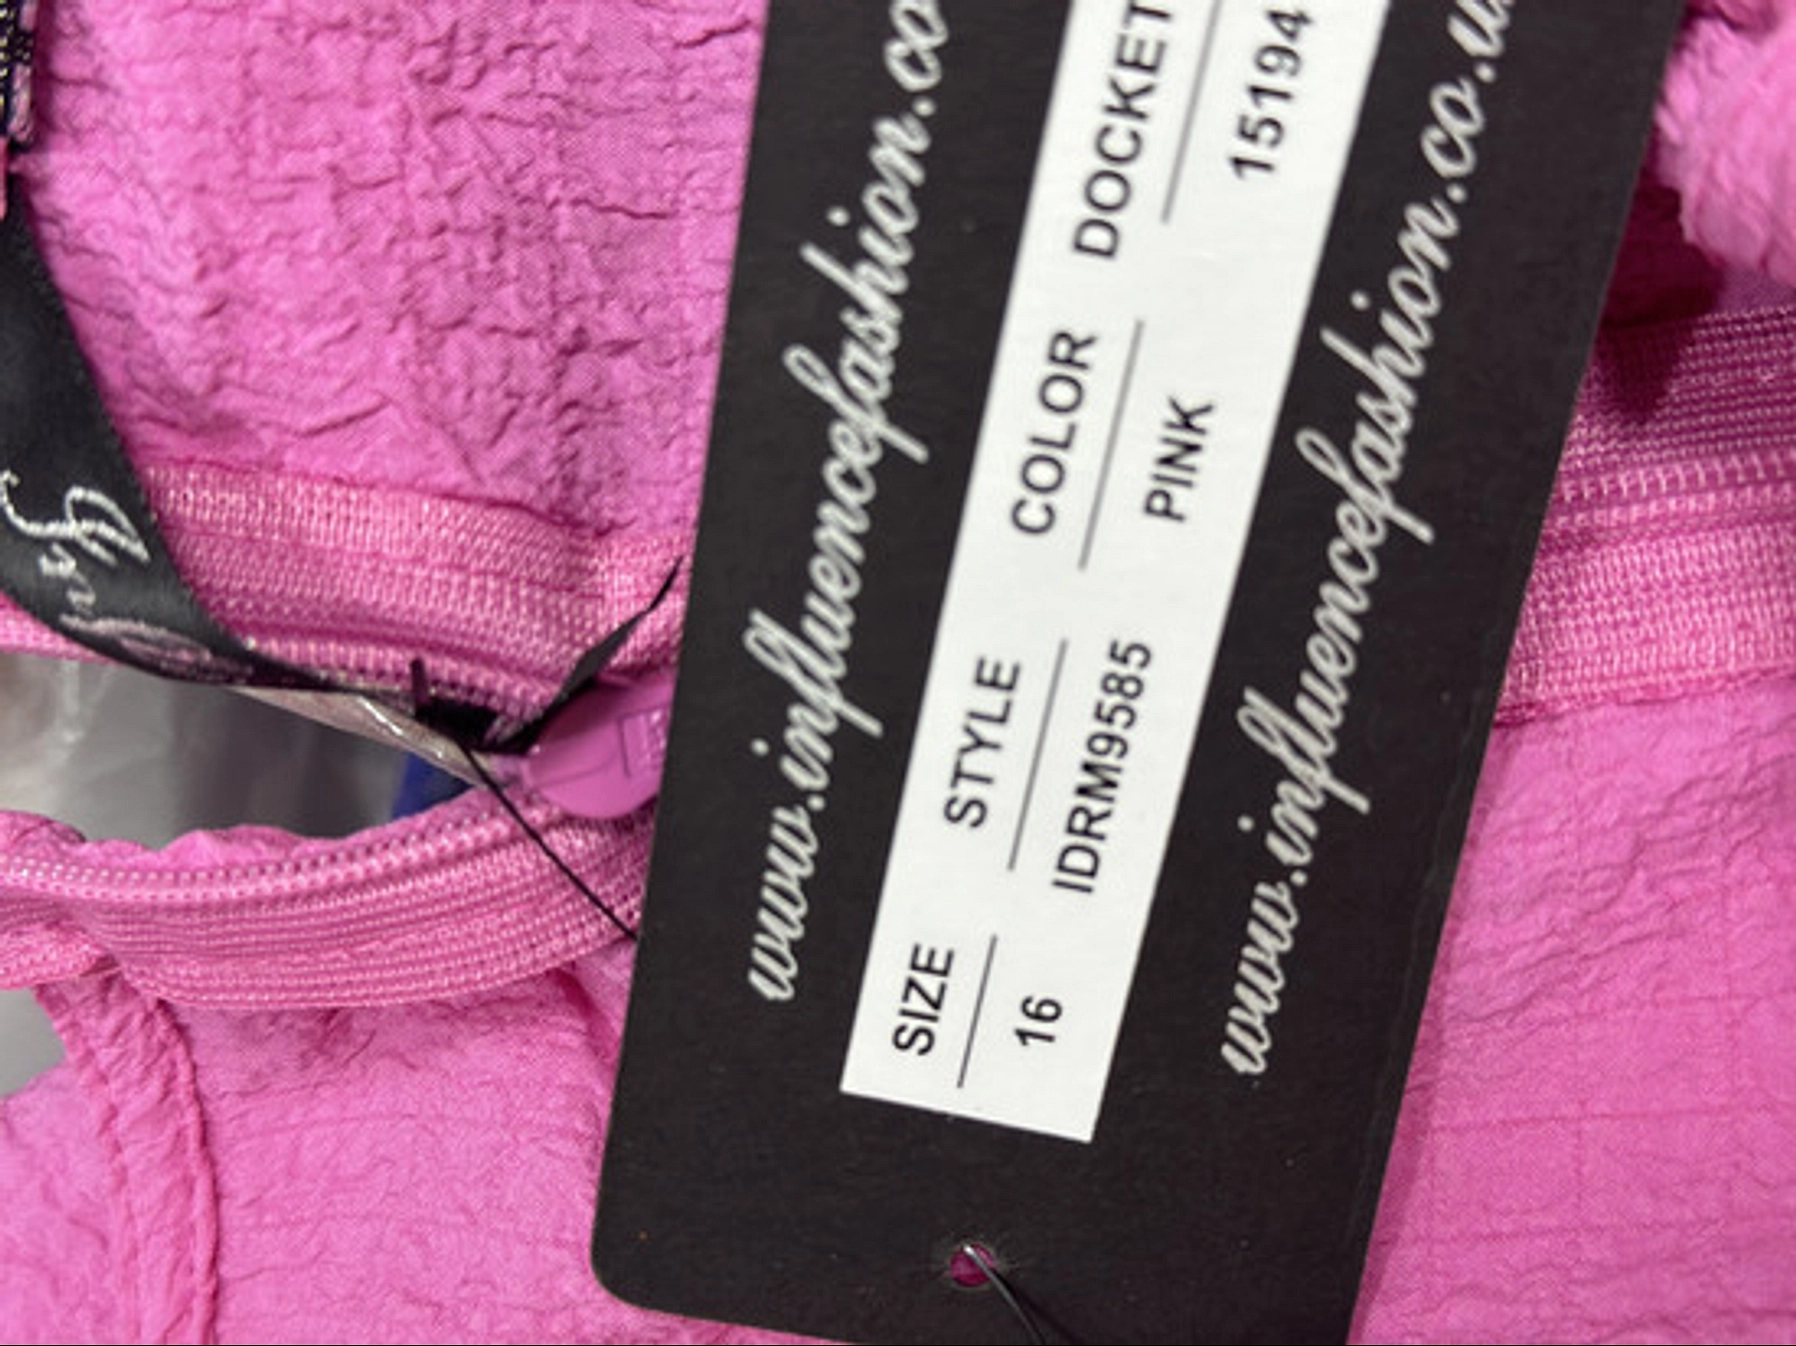 www.influencefashion.co
SIZE STYLE COLOR DOCKET
16 IDRM9585 PINK 15194
www.influencefashion.co.u